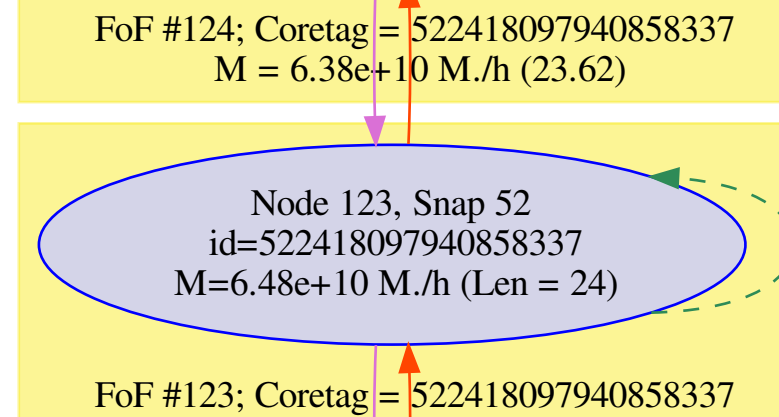 FoF #124; Coretag = 522418097940858337
M = 6.38e+10 M./h (23.62)
Node 123, Snap 52
id=522418097940858337
M=6.48e+10 M./h (Len = 24)
FoF #123; Coretag = 522418097940858337